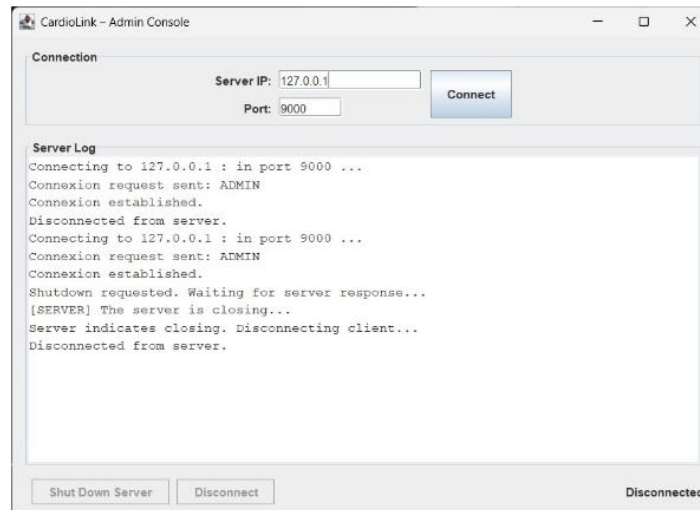 CardioLink – Admin Console
Connection
Server IP: 127.0.0.1
Port: 9000
Connect
Server Log
Connecting to 127.0.0.1 : in port 9000 ...
Connexion request sent: ADMIN
Connexion established.
Disconnected from server.
Connecting to 127.0.0.1 : in port 9000 ...
Connexion request sent: ADMIN
Connexion established.
Shutdown requested. Waiting for server response...
[SERVER] The server is closing...
Server indicates closing. Disconnecting client...
Disconnected from server.
Shut Down Server
Disconnect
Disconnected